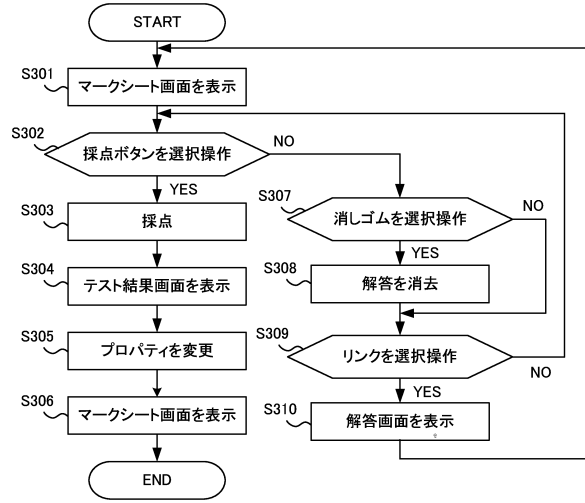 START
S301
マークシート画面を表示
S302
採点ボタンを選択操作
NO
YES
S303
採点
S304
テスト結果画面を表示
S305
プロパティを変更
S306
マークシート画面を表示
END
S307
消しゴムを選択操作
NO
YES
S308
解答を消去
S309
リンクを選択操作
NO
YES
S310
解答画面を表示